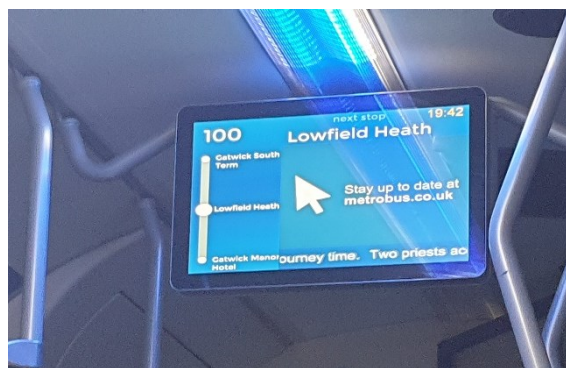 next stop
19:42
100
Lowfield Heath
Gatwick South
Term
Lowfield Heath
Gatwick Manor
Hotel
Stay up to date at
metrobus.co.uk
ourney time. Two priests ac